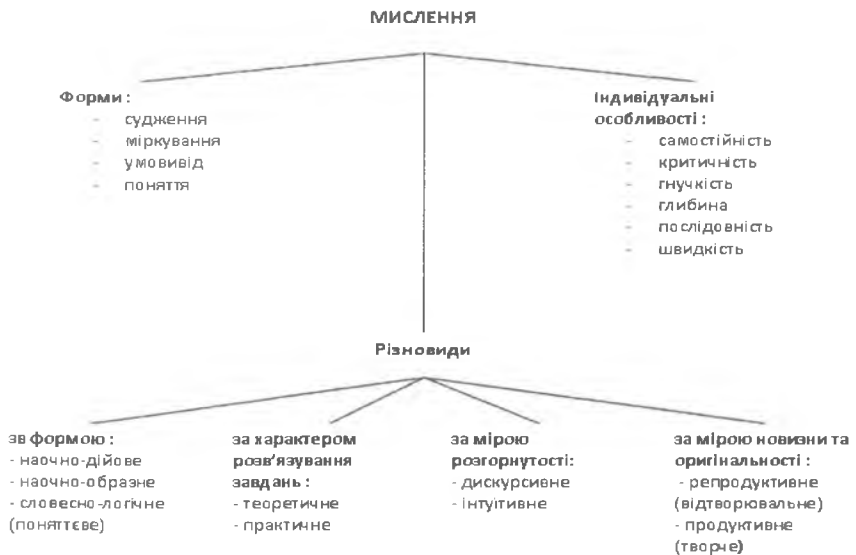 МИСЛЕННЯ
Форми :
- судження
- міркування
- умовивід
- поняття
Індивідуальні
особливості :
- самостійність
- критичність
- гнучкість
- глибина
- послідовність
- швидкість
Різновиди
зв формою :
- наочно-дійове
- наочно-образне
- словесно-логічне
(поняттєве)
за характером
розв'язування
завдань :
- теоретичне
- практичне
за мірою
розгорнутості:
- дискурсивне
- інтуїтивне
за мірою новизни та
оригінальності :
- репродуктивне
(відтворювальне)
- продуктивне
(творче)